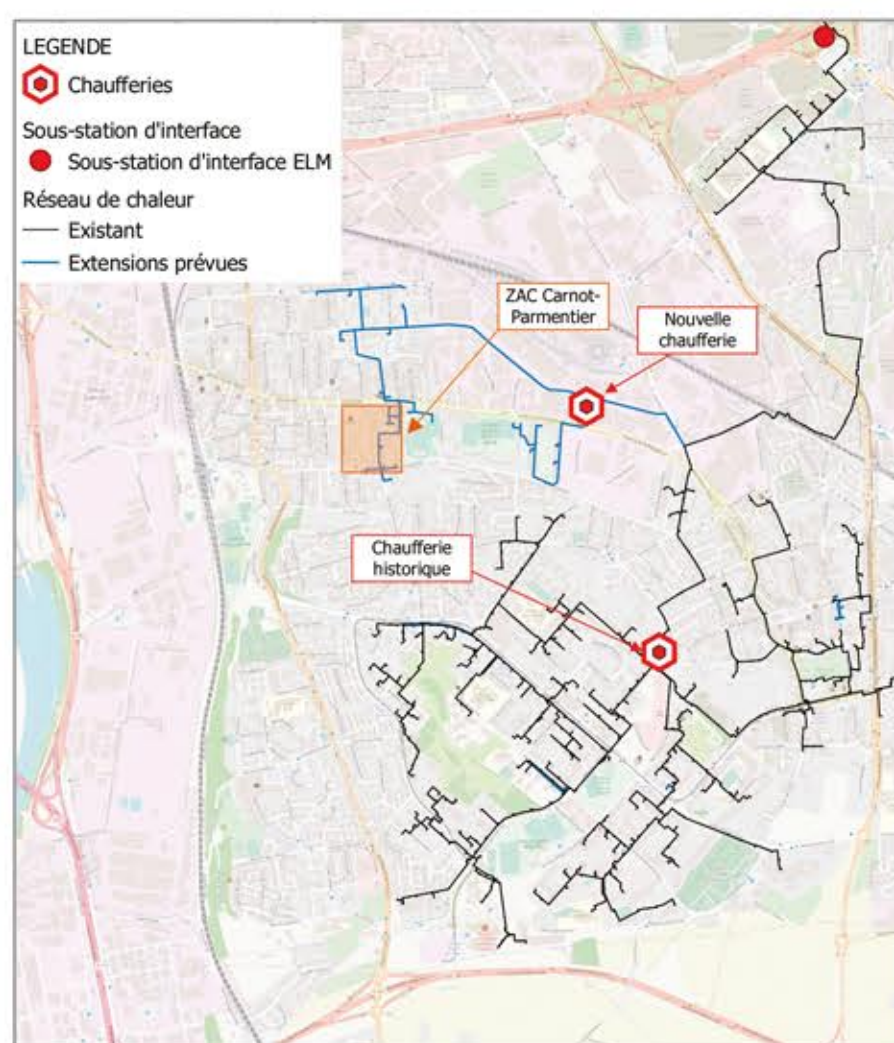 LEGENDE
Chaufferies
Sous-station d'interface
Sous-station d'interface ELM
Réseau de chaleur
Existant
Extensions prévues
ZAC Carnot-
Parmentier
Nouvelle
chaufferie
Chaufferie
historique